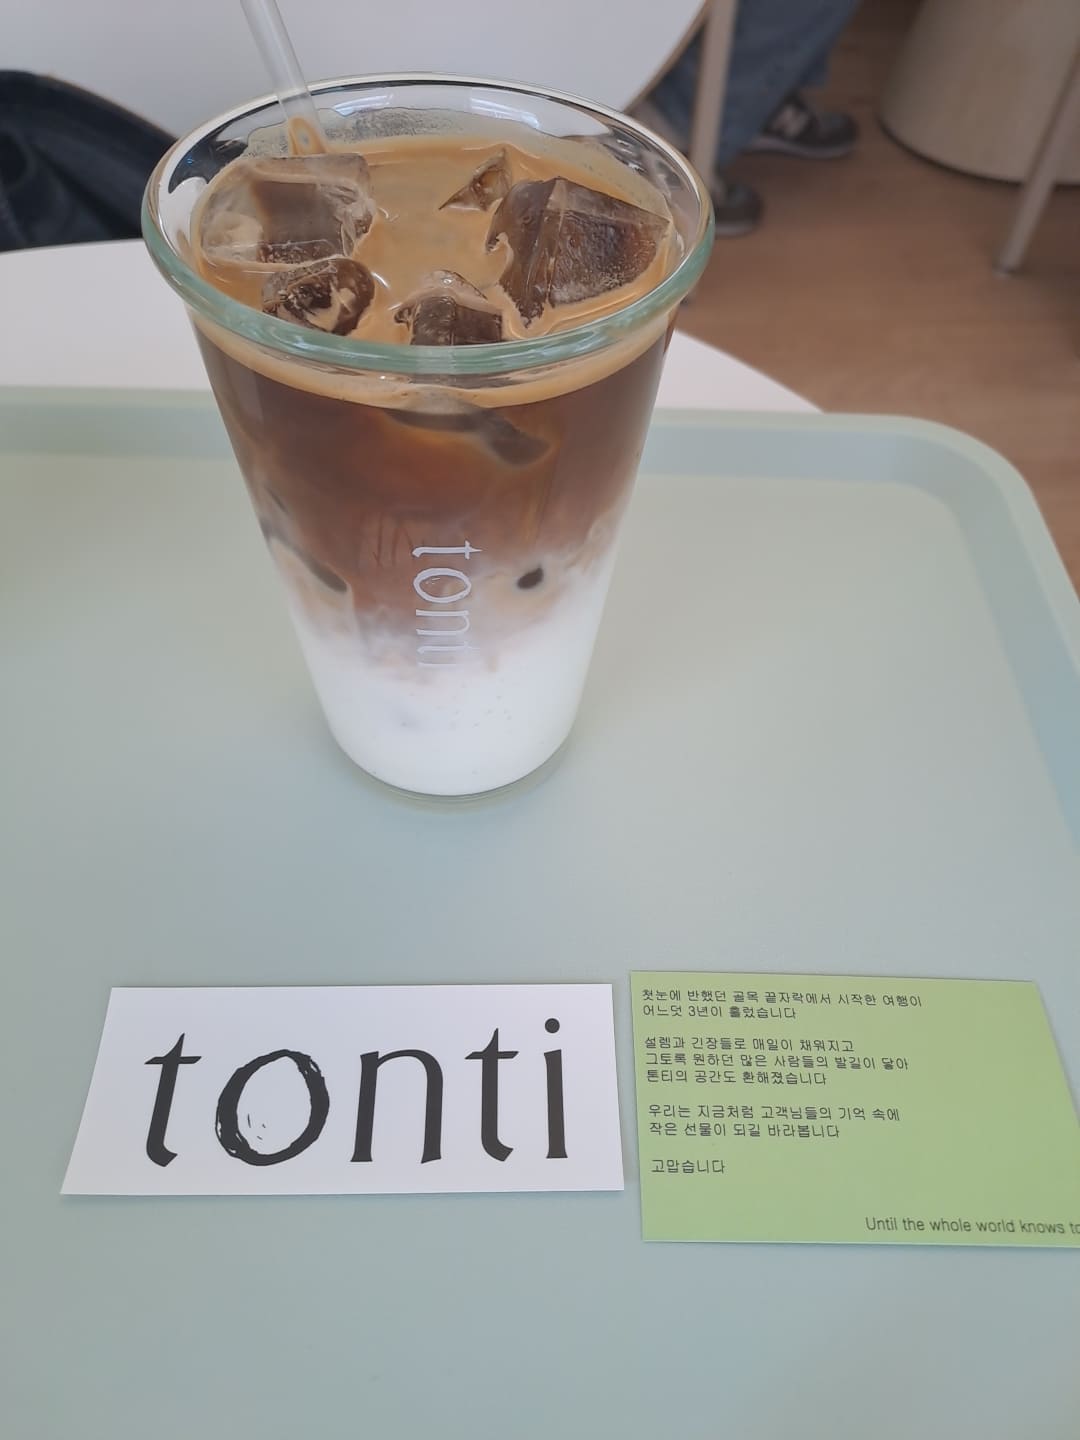 tonti
tonti
첫눈에 반했던 골목 끝자락에서 시작한 여행이
어느덧 3년이 흘렀습니다
설렘과 긴장들로 매일이 채워지고
그토록 원하던 많은 사람들의 발길이 닿아
톤티의 공간도 환해졌습니다
우리는 지금처럼 고객님들의 기억 속에
작은 선물이 되길 바라봅니다
고맙습니다
Until the whole world knows to